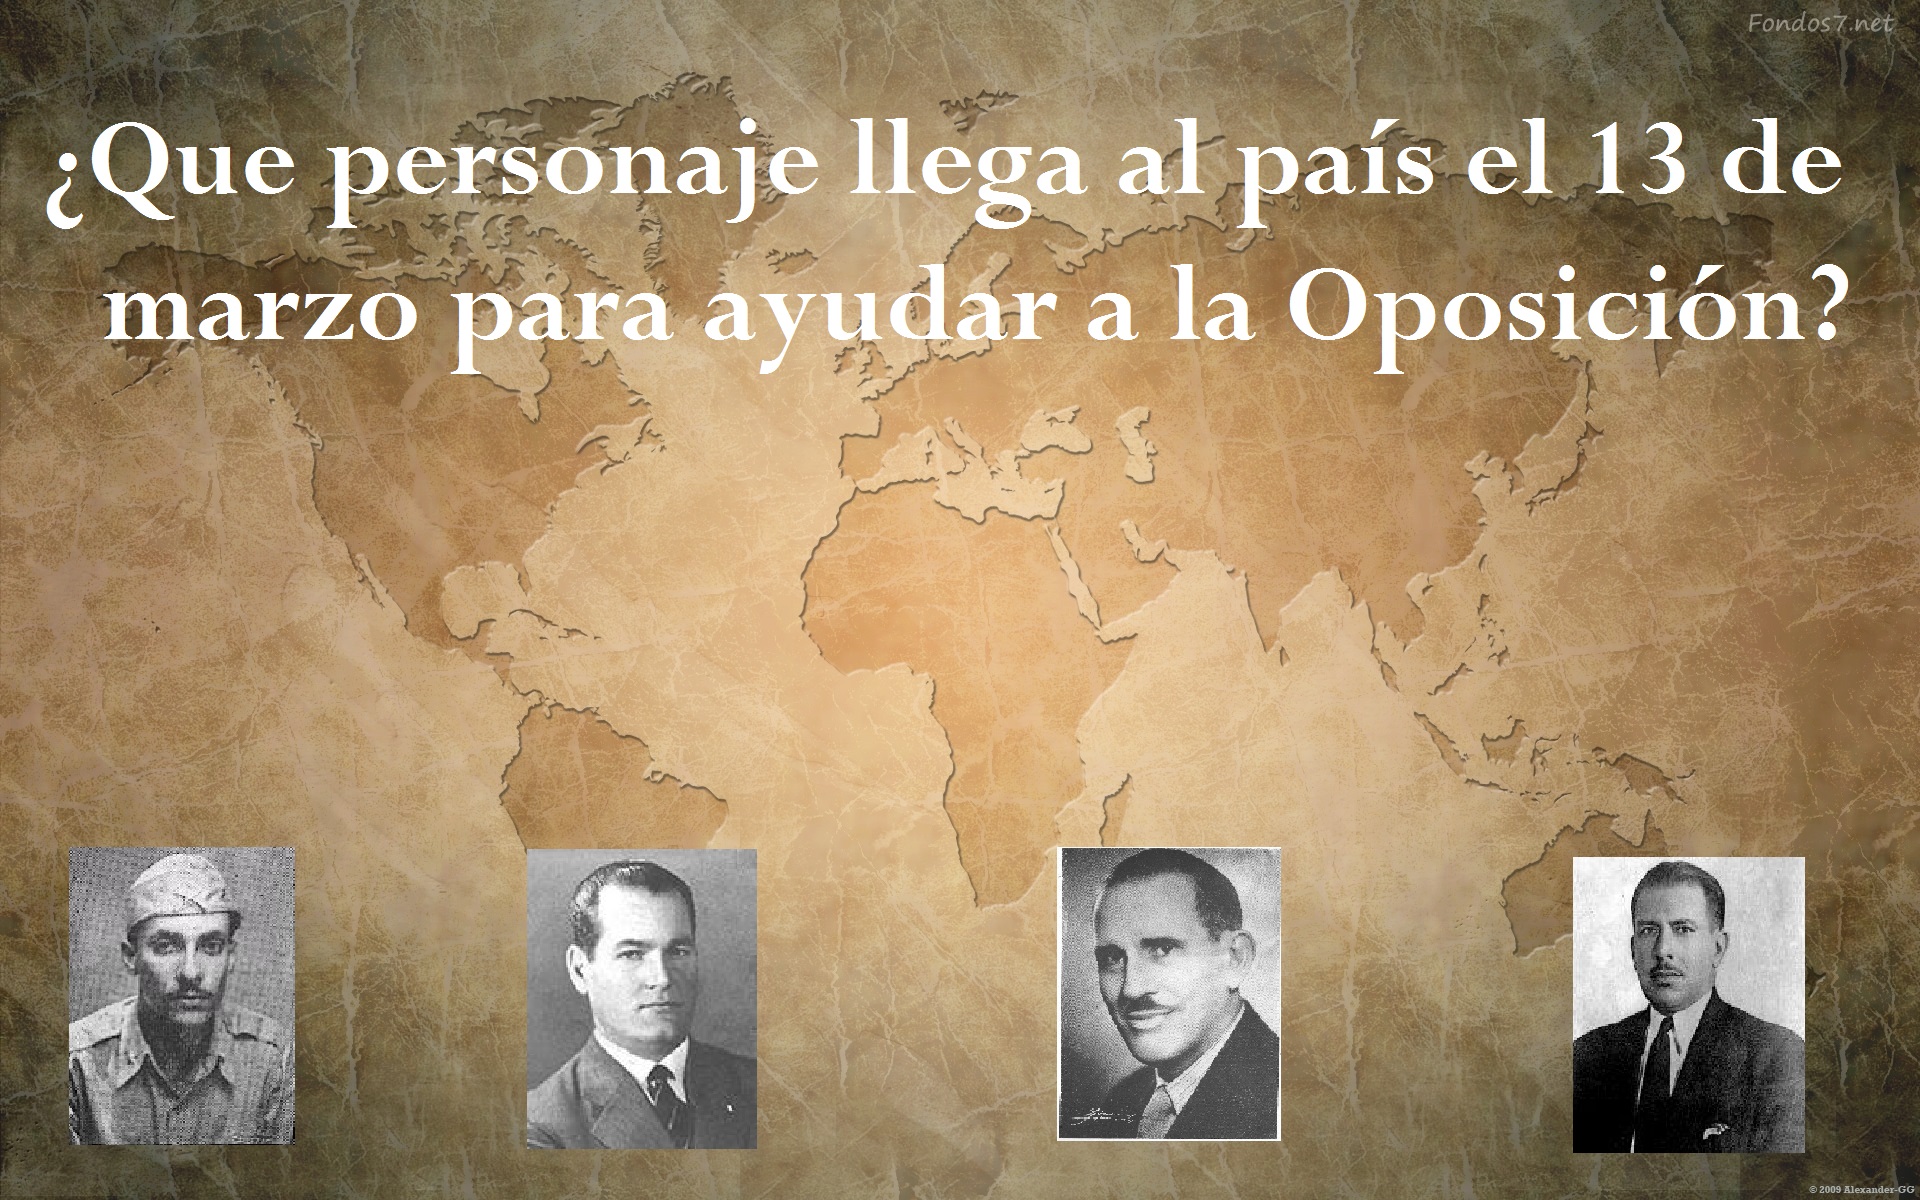 Fondos7.net
¿Que personaje llega al país el 13 de
marzo para ayudar a la Oposición?
© 2009 Alexander-GG